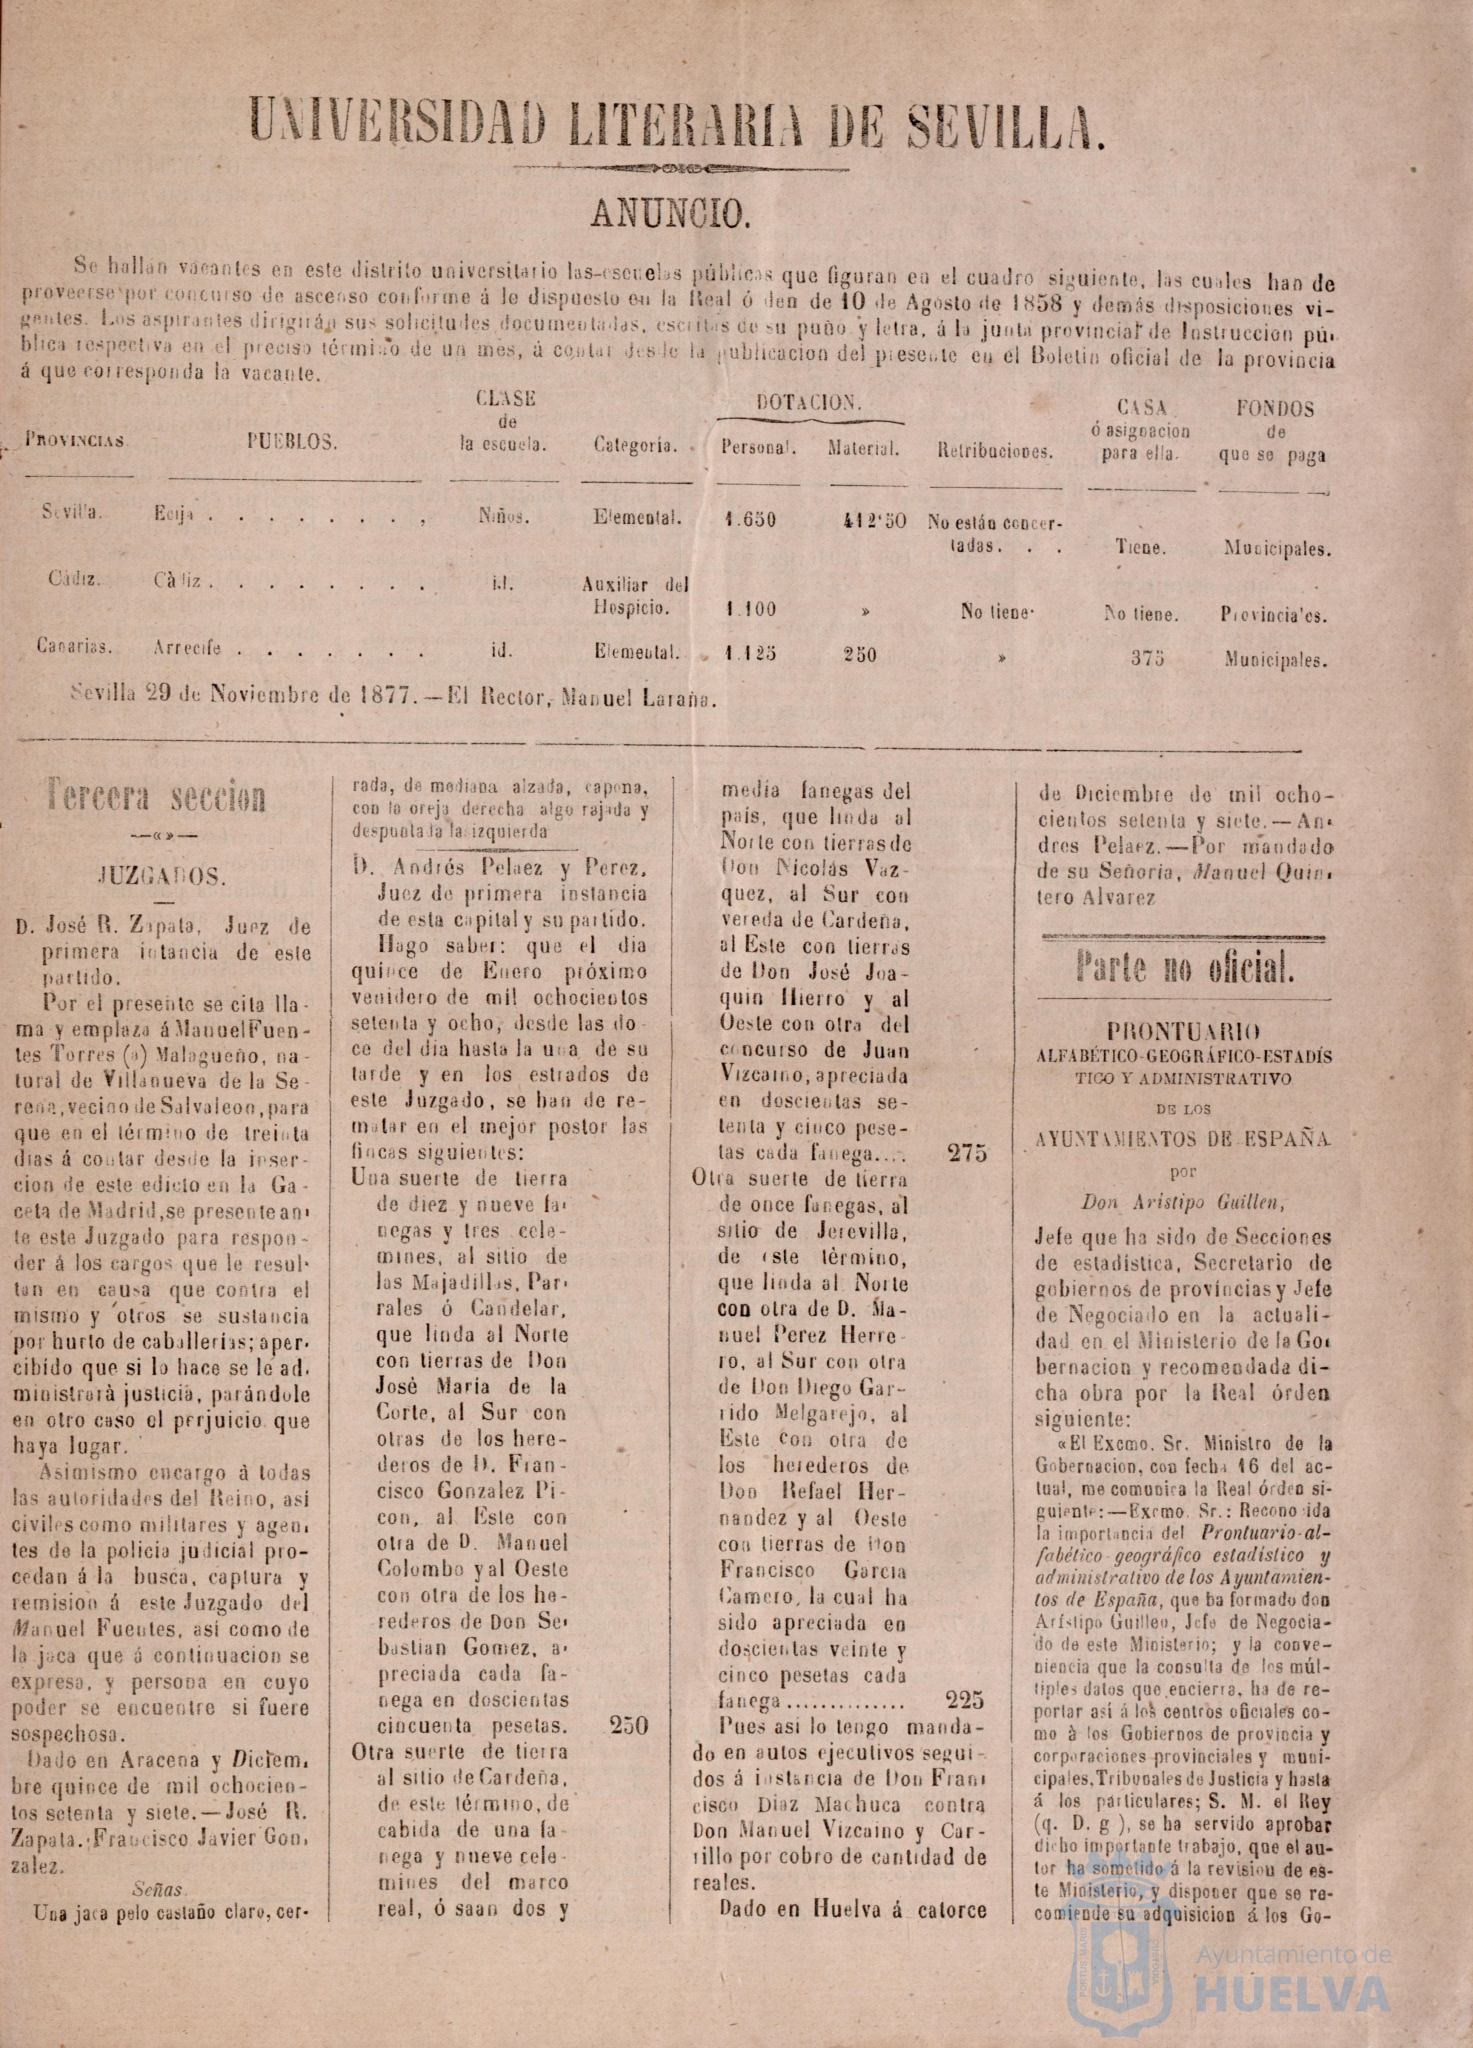 UNIVERSIDAD LITERARIA DE SEVILLA.
ANUNCIO.
Se hallan vacantes en este distrito universitario las escuelas públicas que figuran en el cuadro siguiente, las cuales han de
proveerse por concurso de ascenso conforme á lo dispuesto en la Real ó den de 10 de Agosto de 1858 y demás disposiciones vi-
gentes. Los aspirantes dirigirán sus solicitudes documentadas, escritas de su puño y letra, á la junta provincial de Instruccion pú-
blica respectiva en el preciso término de un mes, á contar desde la publicacion del presente en el Boletin oficial de la provincia
á que corresponda la vacante.
PROVINCIAS PUEBLOS. CLASE de la escuela. Categoría. DOTACION. Personal. Material. Retribuciones. CASA ó asignacion para ella. FONDOS de que se paga
Sevilla. Ecija . . . . . . . . , Niños. Elemental. 1.650 412'50 No están concer-
tadas. . . Tiene. Municipales.
Cádiz. Càdiz . . . . . . . . id. Auxiliar del
Hospicio. 1.100 » No tiene· No tiene. Provincia'es.
Canarias. Arrecife . . . . . . . id. Elemental. 1.125 250 » 375 Municipales.
Sevilla 29 de Noviembre de 1877.—El Rector, Manuel Laraña.
Tercera seccion
—«»—
JUZGADOS.
D. José R. Zapata, Juez de
primera intancia de este
partido.
Por el presente se cita lla-
ma y emplaza á Manuel Fuen-
tes Torres (a) Malagueño, na-
tural de Villanueva de la Se-
rena, vecino de Salvaleon, para
que en el término de treinta
dias á contar desde la inser-
cion de este edicto en la Ga-
ceta de Madrid, se presente an-
te este Juzgado para respon-
der á los cargos que le resul-
tan en causa que contra el
mismo y otros se sustancia
por hurto de caballerias; aper-
cibido que si lo hace se le ad-
ministrará justicia, parándole
en otro caso el perjuicio que
haya lugar.
Asimismo encargo à todas
las autoridades del Reino, asi
civiles como militares y agen-
tes de la policia judicial pro-
cedan á la busca, captura y
remision á este Juzgado del
Manuel Fuentes, asi como de
la jaca que á continuacion se
expresa, y persona en cuyo
poder se encuentre si fuere
sospechosa.
Dado en Aracena y Diciem-
bre quince de mil ochocien-
tos setenta y siete.—José R.
Zapata.·Francisco Javier Gon-
zalez.
Señas.
Una jaca pelo castaño claro, cer-
rada, de mediana alzada, capona,
con la oreja derecha algo rajada y
despuntada la izquierda
D. Andrés Pelaez y Perez,
Juez de primera instancia
de esta capital y su partido.
Hago saber: que el dia
quince de Enero próximo
venidero de mil ochocientos
setenta y ocho, desde las do-
ce del dia hasta la una de su
tarde y en los estrados de
este Juzgado, se han de re-
matar en el mejor postor las
fincas siguientes:
Una suerte de tierra
de diez y nueve fa-
negas y tres cele-
mines, al sitio de
las Majadillas, Par-
rales ó Candelar,
que linda al Norte
con tierras de Don
José Maria de la
Corte, al Sur con
otras de los here-
deros de D. Fran-
cisco Gonzalez Pi-
con, al Este con
otra de D. Manuel
Colombo y al Oeste
con otra de los he-
rederos de Don Se-
bastian Gomez, a-
preciada cada fa-
nega en doscientas
cincuenta pesetas. 250
Otra suerte de tierra
al sitio de Cardeña,
de este término, de
cabida de una fa-
nega y nueve cele-
mines del marco
real, ó saan dos y
media fanegas del
pais, que linda al
Norte con tierras de
Don Nicolás Vaz-
quez, al Sur con
vereda de Cardeña,
al Este con tierras
de Don José Joa-
quin Hierro y al
Oeste con otra del
concurso de Juan
Vizcaino, apreciada
en doscientas se-
tenta y cinco pese-
tas cada fanega.... 275
Otra suerte de tierra
de once fanegas, al
sitio de Jerevilla,
de este término,
que linda al Norte
con otra de D. Ma-
nuel Perez Herre-
ro, al Sur con otra
de Don Diego Gar-
rido Melgarejo, al
Este con otra de
los herederos de
Don Refael Her-
nandez y al Oeste
con tierras de Don
Francisco Garcia
Camero, la cual ha
sido apreciada en
doscientas veinte y
cinco pesetas cada
fanega .............. 225
Pues asi lo tengo manda-
do en autos ejecutivos segui-
dos á instancia de Don Fran-
cisco Diaz Machuca contra
Don Manuel Vizcaino y Car-
rillo por cobro de cantidad de
reales.
Dado en Huelva á catorce
de Diciembre de mil ocho-
cientos setenta y siete.—An-
dres Pelaez.—Por mandado
de su Señoria, Manuel Quin-
tero Alvarez
Parte no oficial.
PRONTUARIO
ALFABÉTICO-GEOGRÁFICO-ESTADÍS
TICO Y ADMINISTRATIVO
DE LOS
AYUNTAMIENTOS DE ESPAÑA
por
Don Aristipo Guillen,
Jefe que ha sido de Secciones
de estadistica, Secretario de
gobiernos de provincias y Jefe
de Negociado en la actuali-
dad en el Ministerio de la Go-
bernacion y recomendada di-
cha obra por la Real órden
siguiente:
«El Excmo. Sr. Ministro de la
Gobernacion, con fecha 16 del ac-
tual, me comunica la Real órden si-
guiente:—Excmo. Sr.: Recono ida
la importancia del Prontuario-al-
fabético-geográfico estadístico y
administrativo de los Ayuntamien-
tos de España, que ha formado don
Arístipo Guillen, Jefe de Negocia-
do de este Ministerio; y la conve-
niencia que la consulta de los múl-
tiples datos que encierra, ha de re-
portar así á los centros oficiales co-
mo à los Gobiernos de provincia y
corporaciones provinciales y muni-
cipales, Tribunales de Justicia y hasta
á los particulares; S. M. el Rey
(q. D. g ), se ha servido aprobar
dicho importante trabajo, que el au-
tor ha sometido á la revision de es-
te Ministerio, y disponer que se re-
comiende su adquisicion á los Go-
PORTUS MARIS
Ayuntamiento de
HUELVA